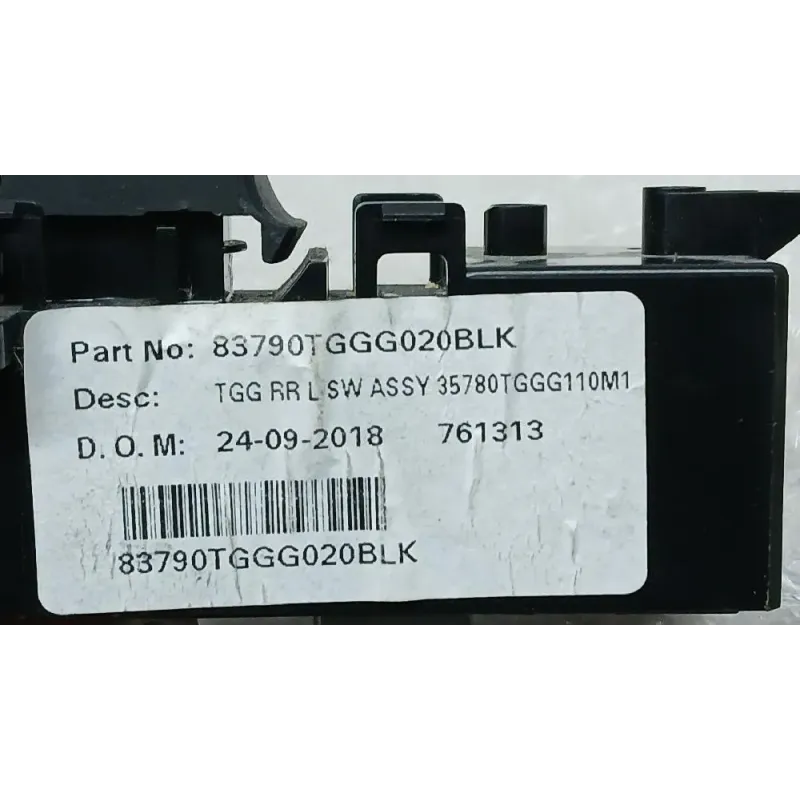 Part No: 83790TGGG020BLK
Desc: TGG RR L SW ASSY 35780TGGG110M1
D. O. M: 24-09-2018 761313
83790TGGG020BLK